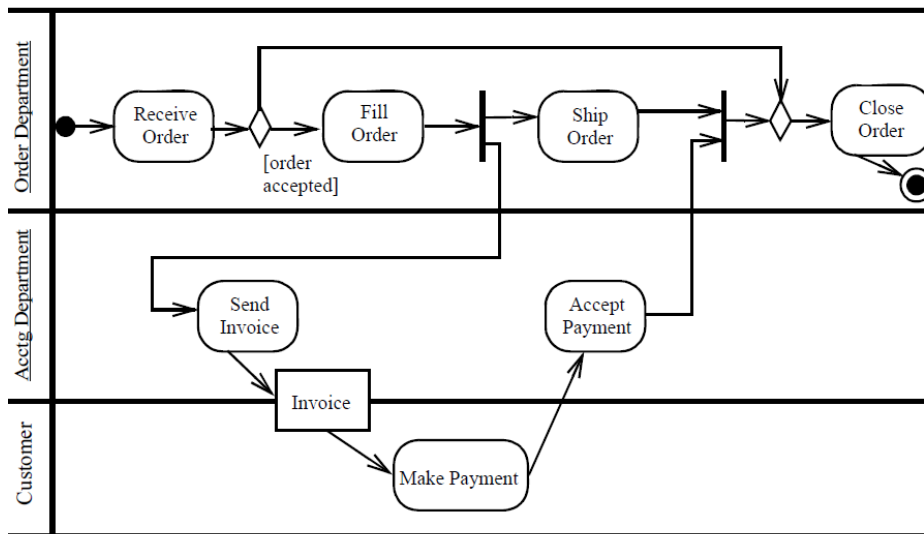 Order Department
Receive
Order
Fill
Order
[order
accepted]
Ship
Order
Close
Order
Acctg Department
Send
Invoice
Accept
Payment
Invoice
Customer
Make Payment